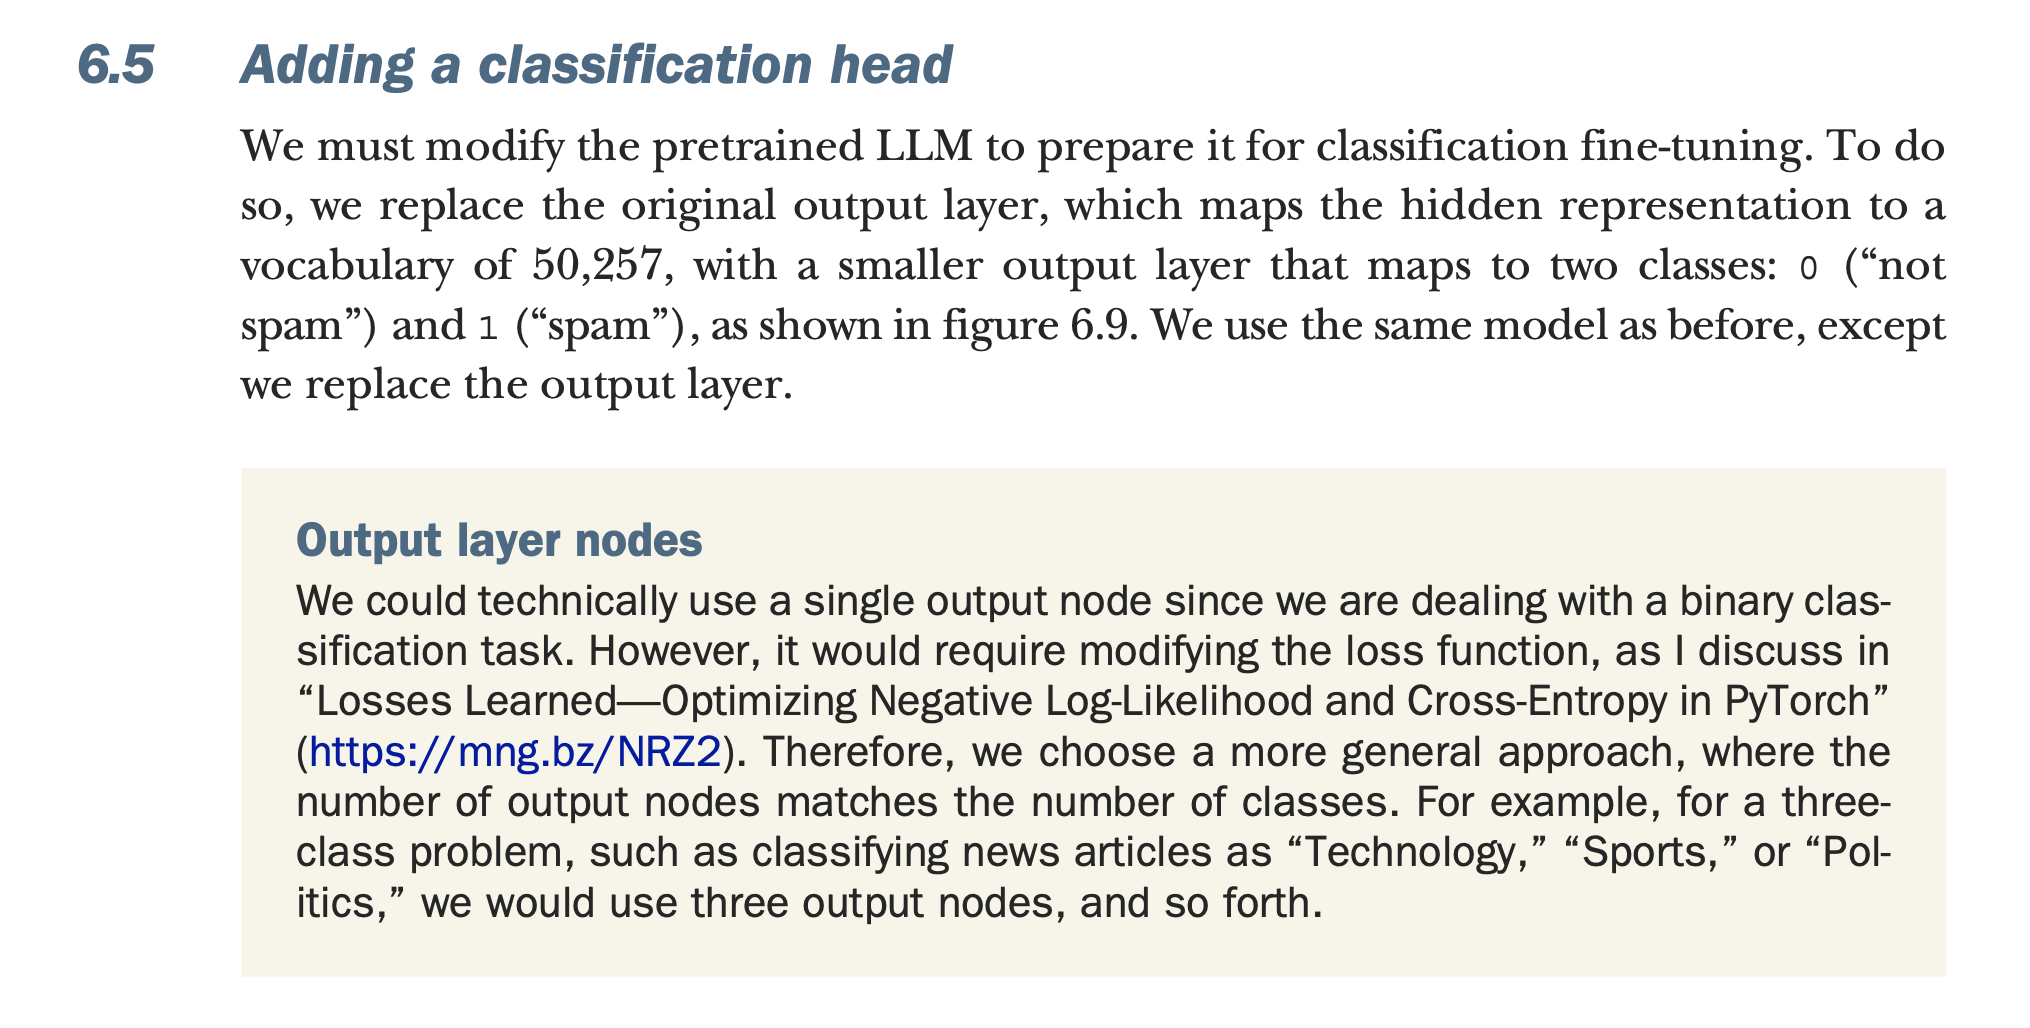 6.5 Adding a classification head
We must modify the pretrained LLM to prepare it for classification fine-tuning. To do
so, we replace the original output layer, which maps the hidden representation to a
vocabulary of 50,257, with a smaller output layer that maps to two classes: 0 (“not
spam”) and 1 (“spam”), as shown in figure 6.9. We use the same model as before, except
we replace the output layer.
Output layer nodes
We could technically use a single output node since we are dealing with a binary clas-
sification task. However, it would require modifying the loss function, as I discuss in
“Losses Learned—Optimizing Negative Log-Likelihood and Cross-Entropy in PyTorch”
(https://mng.bz/NRZ2). Therefore, we choose a more general approach, where the
number of output nodes matches the number of classes. For example, for a three-
class problem, such as classifying news articles as “Technology,” “Sports,” or “Pol-
itics,” we would use three output nodes, and so forth.